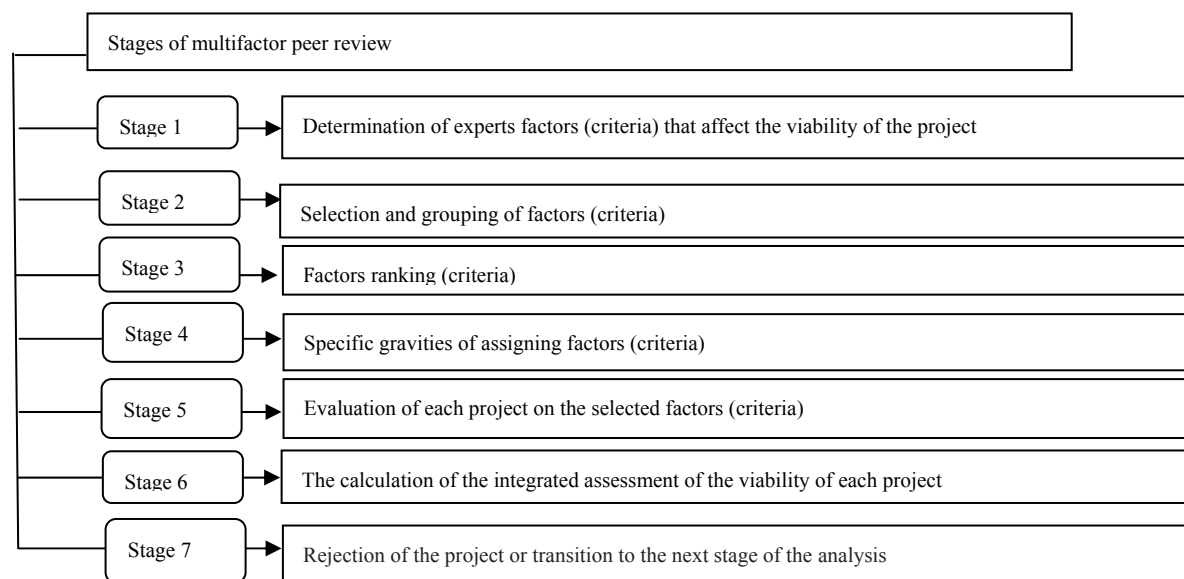 Stages of multifactor peer review
Stage 1
Determination of experts factors (criteria) that affect the viability of the project
Stage 2
Selection and grouping of factors (criteria)
Stage 3
Factors ranking (criteria)
Stage 4
Specific gravities of assigning factors (criteria)
Stage 5
Evaluation of each project on the selected factors (criteria)
Stage 6
The calculation of the integrated assessment of the viability of each project
Stage 7
Rejection of the project or transition to the next stage of the analysis